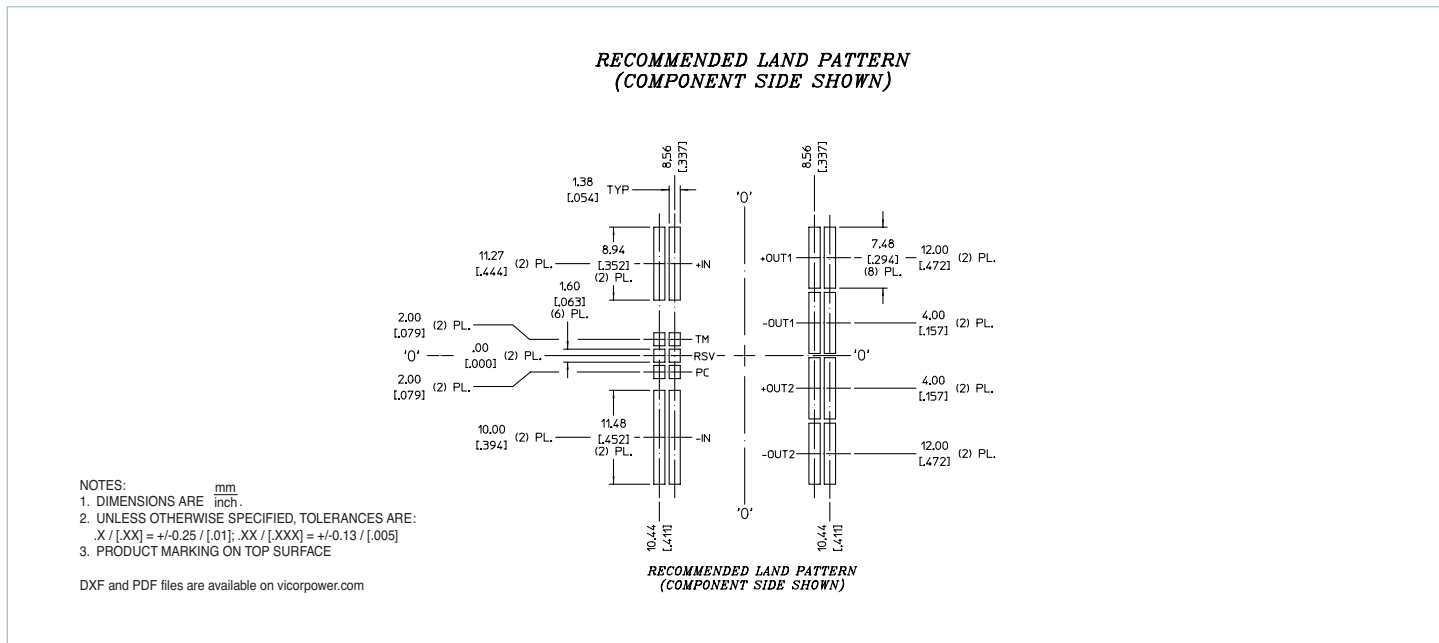 RECOMMENDED LAND PATTERN
(COMPONENT SIDE SHOWN)
8.56
[.337]
8.56
[.337]
1.38
[.054]
TYP
'0'
11.27
[.444]
(2) PL.
8.94
[.352]
(2) PL.
+IN
+OUT1
7.48
[.294]
(8) PL.
12.00
[.472]
(2) PL.
1.60
[.063]
(6) PL.
2.00
[.079]
(2) PL.
TM
-OUT1
4.00
[.157]
(2) PL.
'0'
.00
[.000]
(2) PL.
RSV
'0'
2.00
[.079]
(2) PL.
PC
+OUT2
4.00
[.157]
(2) PL.
10.00
[.394]
(2) PL.
11.48
[.452]
(2) PL.
-IN
-OUT2
12.00
[.472]
(2) PL.
'0'
10.44
[.411]
10.44
[.411]
RECOMMENDED LAND PATTERN
(COMPONENT SIDE SHOWN)
NOTES:
1. DIMENSIONS ARE mm
inch.
2. UNLESS OTHERWISE SPECIFIED, TOLERANCES ARE:
.X / [.XX] = +/-0.25 / [.01]; .XX / [.XXX] = +/-0.13 / [.005]
3. PRODUCT MARKING ON TOP SURFACE
DXF and PDF files are available on vicorpower.com